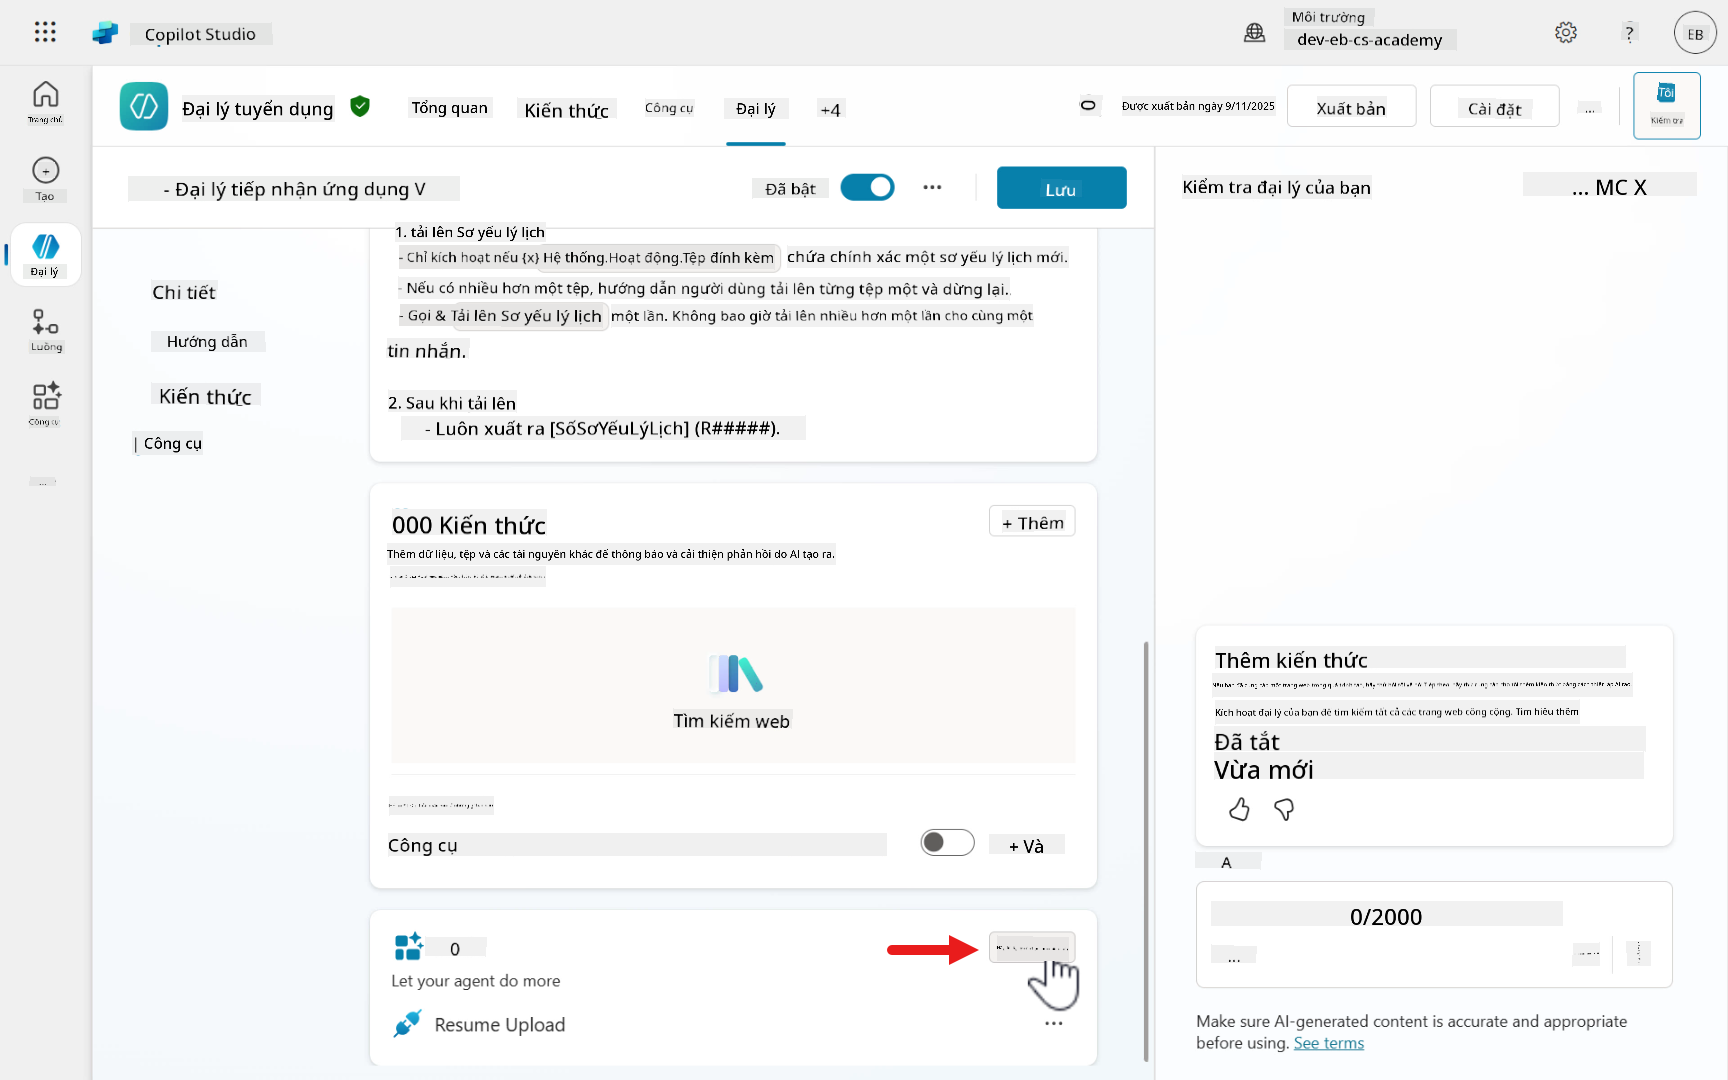 Copilot Studio
Môi trường
dev-eb-cs-academy
?
EB
Trang chủ
Tạo
Đại lý
Luồng
Công cụ
...
Đại lý tuyển dụng
Tổng quan
Kiến thức
Công cụ
Đại lý
+4
Được xuất bản ngày 9/11/2025
Xuất bản
Cài đặt
...
Tôi
Kiểm tra
- Đại lý tiếp nhận ứng dụng V
Đã bật
...
Lưu
Chi tiết
Hướng dẫn
Kiến thức
| Công cụ
1. tải lên Sơ yếu lý lịch
- Chỉ kích hoạt nếu {x} Hệ thống.Hoạt động.Tệp đính kèm chứa chính xác một sơ yếu lý lịch mới.
- Nếu có nhiều hơn một tệp, hướng dẫn người dùng tải lên từng tệp một và dừng lại..
- Gọi & Tải lên Sơ yếu lý lịch một lần. Không bao giờ tải lên nhiều hơn một lần cho cùng một
tin nhắn.
2. Sau khi tải lên
- Luôn xuất ra [SốSơYếuLýLịch] (R#####).
000 Kiến thức
+ Thêm
Thêm dữ liệu, tệp và các tài nguyên khác để thông báo và cải thiện phản hồi do AI tạo ra.
Tìm kiếm web
Công cụ
+ Và
0
Let your agent do more
Resume Upload
...
Kiểm tra đại lý của bạn
... MC X
Thêm kiến thức
Kích hoạt đại lý của bạn để tìm kiếm tất cả các trang web công cộng. Tìm hiểu thêm
Đã tắt
Vừa mới
A
0/2000
...
Make sure AI-generated content is accurate and appropriate
before using. See terms